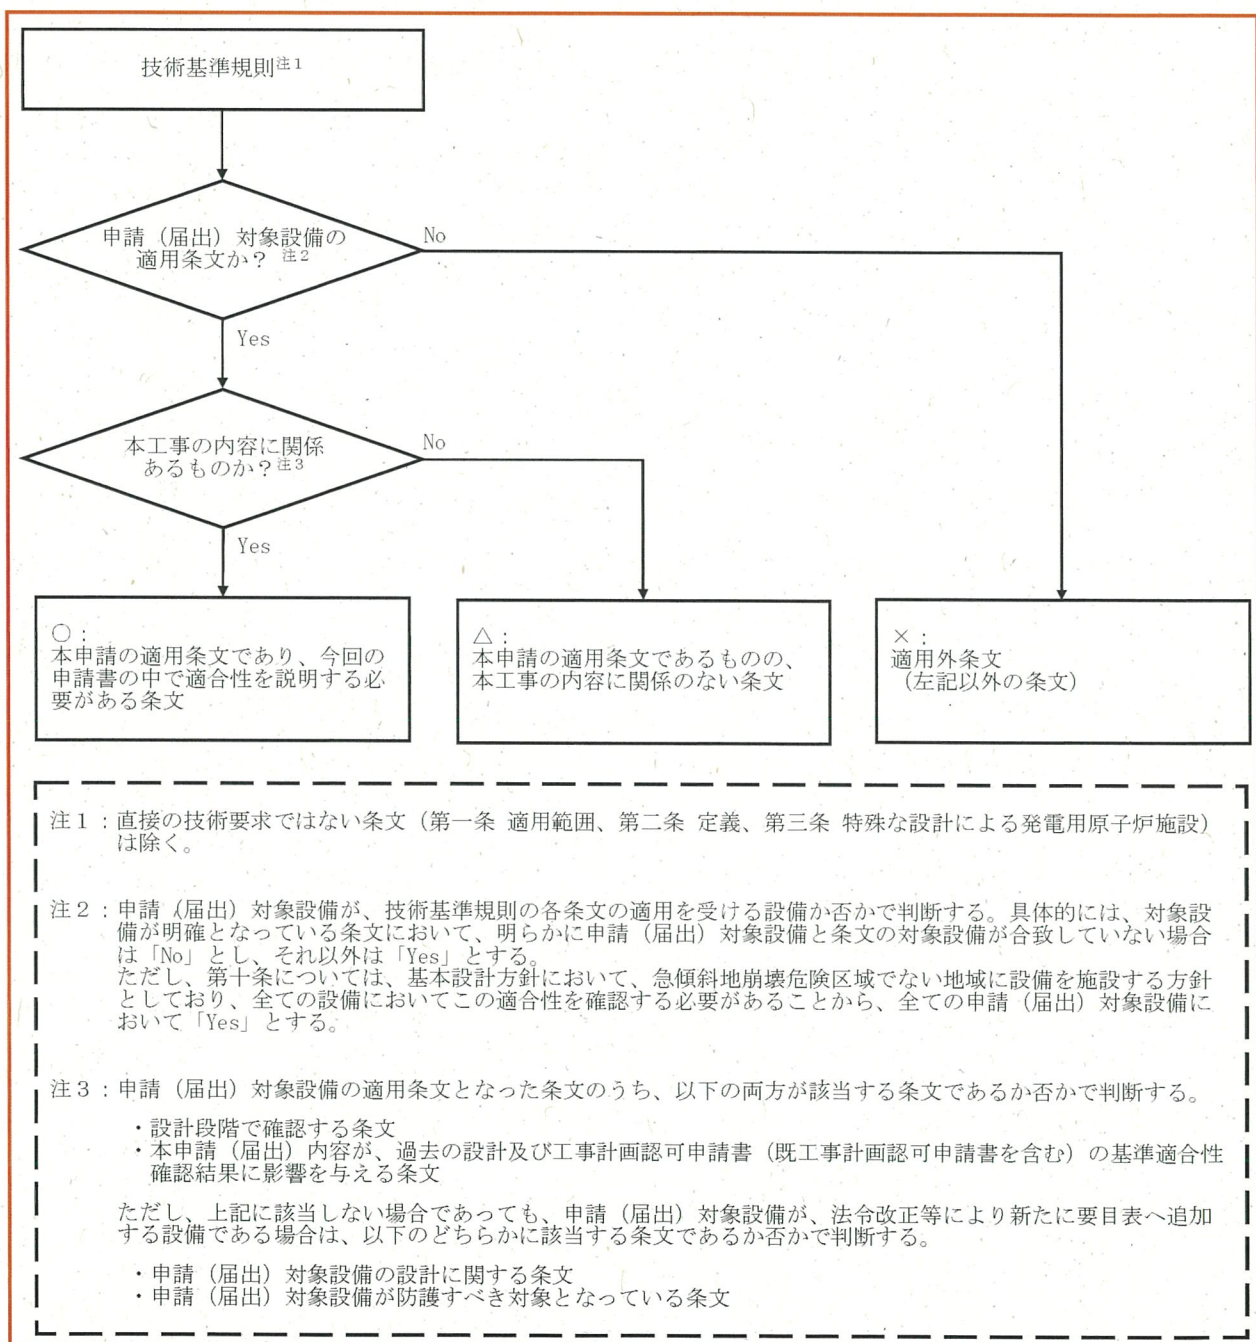 技術基準規則注1
申請（届出）対象設備の
適用条文か？ 注2
No
Yes
本工事の内容に関係
あるものか？注3
No
Yes
○：
本申請の適用条文であり、今回の
申請書の中で適合性を説明する必
要がある条文
△：
本申請の適用条文であるものの、
本工事の内容に関係のない条文
×：
適用外条文
（左記以外の条文）
注１：直接の技術要求ではない条文（第一条 適用範囲、第二条 定義、第三条 特殊な設計による発電用原子炉施設）
は除く。
注２：申請（届出）対象設備が、技術基準規則の各条文の適用を受ける設備か否かで判断する。具体的には、対象設
備が明確となっている条文において、明らかに申請（届出）対象設備と条文の対象設備が合致していない場合
は「No」とし、それ以外は「Yes」とする。
ただし、第十条については、基本設計方針において、急傾斜地崩壊危険区域でない地域に設備を施設する方針
としており、全ての設備においてこの適合性を確認する必要があることから、全ての申請（届出）対象設備に
おいて「Yes」とする。
注３：申請（届出）対象設備の適用条文となった条文のうち、以下の両方が該当する条文であるか否かで判断する。
・設計段階で確認する条文
・本申請（届出）内容が、過去の設計及び工事計画認可申請書（既工事計画認可申請書を含む）の基準適合性
確認結果に影響を与える条文
ただし、上記に該当しない場合であっても、申請（届出）対象設備が、法令改正等により新たに要目表へ追加
する設備である場合は、以下のどちらかに該当する条文であるか否かで判断する。
・申請（届出）対象設備の設計に関する条文
・申請（届出）対象設備が防護すべき対象となっている条文